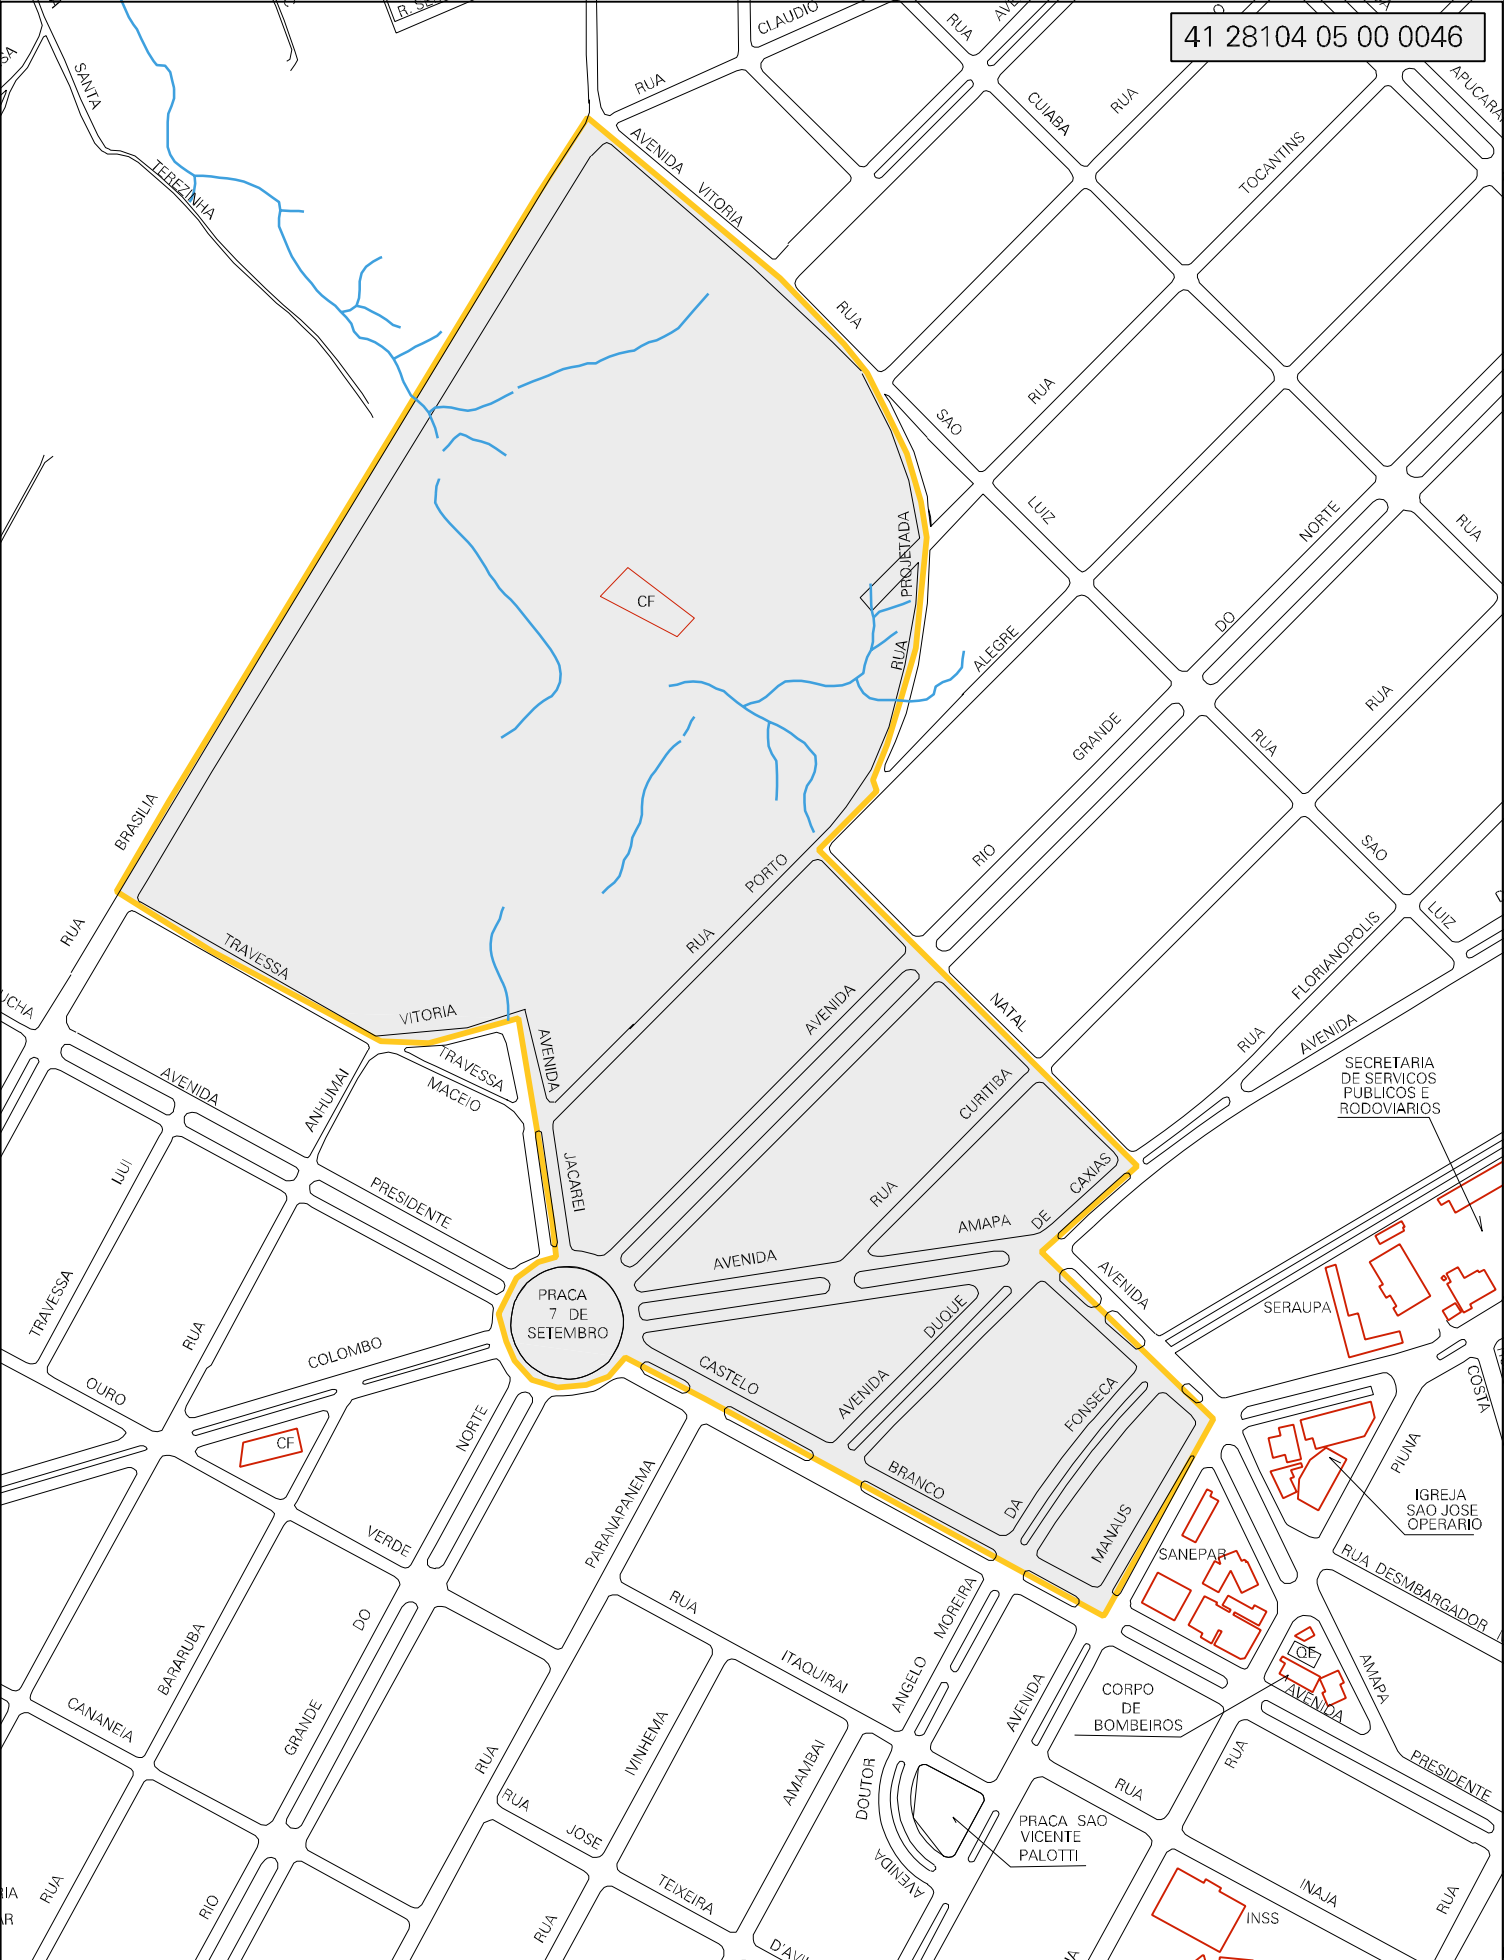 41 28104 05 00 0046
CLAUDIO
RUA
RUA
SANTA
CUIABA
RUA
TOCANTINS
AVENIDA
VITORIA
TEREZINHA
RUA
RUA
SAO
LUIZ
NORTE
RUA
PROJETADA
CF
DO
ALEGRE
RUA
RUA
GRANDE
RUA
BRASILIA
RIO
SAO
PORTO
LUIZ
RUA
TRAVESSA
RUA
FLORIANOPOLIS
UCHA
VITORIA
AVENIDA
NATAL
RUA
AVENIDA
AVENIDA
TRAVESSA
MACEIO
SECRETARIA
DE SERVICOS
PUBLICOS E
RODOVIARIOS
AVENIDA
ANHUMAI
CURITIBA
IJUI
JACAREI
CAXIAS
PRESIDENTE
RUA
AMAPA
DE
AVENIDA
AVENIDA
TRAVESSA
PRACA
7 DE
SETEMBRO
SERAUPA
RUA
DUQUE
COLOMBO
CASTELO
AVENIDA
OURO
FONSECA
COSTA
NORTE
CF
PIUNA
BRANCO
PARANAPANEMA
DA
IGREJA
SAO JOSE
OPERARIO
VERDE
MANAUS
SANEPAR
RUA DESMBARGADOR
RUA
MOREIRA
DO
BARARUBA
ITAQUIRAI
ANGELO
AVENIDA
CORPO
DE
BOMBEIROS
AMAPA
AVENIDA
CANANEIA
GRANDE
RUA
IVINHEMA
AMAMBAI
DOUTOR
RUA
RUA
PRESIDENTE
RUA
JOSE
AVENIDA
PRACA SAO
VICENTE
PALOTTI
TEIXEIRA
RUA
RIO
RUA
INAJA
RUA
INSS